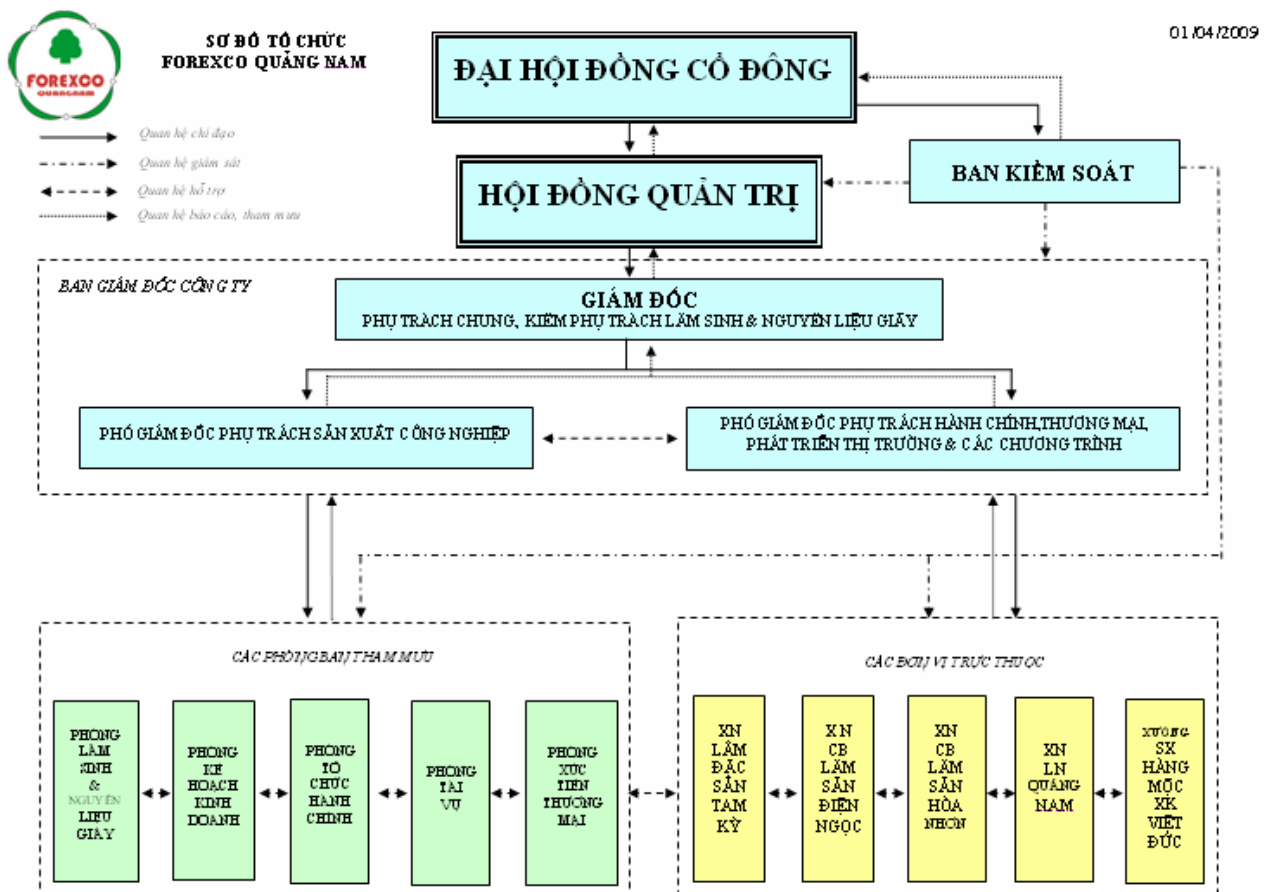 FOREXCO
QUANGNAM
SƠ ĐỒ TỔ CHỨC
FOREXCO QUẢNG NAM
01/04/2009
Quan hệ chỉ đạo
Quan hệ giám sát
Quan hệ hỗ trợ
Quan hệ báo cáo, tham mưu
ĐẠI HỘI ĐỒNG CỔ ĐÔNG
BAN KIỂM SOÁT
HỘI ĐỒNG QUẢN TRỊ
BAN GIÁM ĐỐC CÔNG TY
GIÁM ĐỐC
PHỤ TRÁCH CHUNG, KIÊM PHỤ TRÁCH LÂM SINH & NGUYÊN LIỆU GIẤY
PHÓ GIÁM ĐỐC PHỤ TRÁCH SẢN XUẤT CÔNG NGHIỆP
PHÓ GIÁM ĐỐC PHỤ TRÁCH HÀNH CHÍNH,THƯƠNG MẠI,
PHÁT TRIỂN THỊ TRƯỜNG & CÁC CHƯƠNG TRÌNH
CÁC PHÒNG BAN THAM MƯU
PHÒNG
LÂM
SINH
&
NGUYÊN
LIỆU
GIẤY
PHÒNG
KẾ
HOẠCH
KINH
DOANH
PHÒNG
TỔ
CHỨC
HÀNH
CHÍNH
PHÒNG
TÀI
VỤ
PHÒNG
XÚC
TIẾN
THƯƠNG
MẠI
CÁC ĐƠN VỊ TRỰC THUỘC
XN
LÂM
ĐẶC
SẢN
TAM
KỲ
XN
CB
LÂM
SẢN
ĐIỆN
NGỌC
XN
CB
LÂM
SẢN
HÒA
NHƠN
XN
LN
QUẢNG
NAM
XƯỞNG
SX
HÀNG
MỘC
XK
VIỆT
ĐỨC